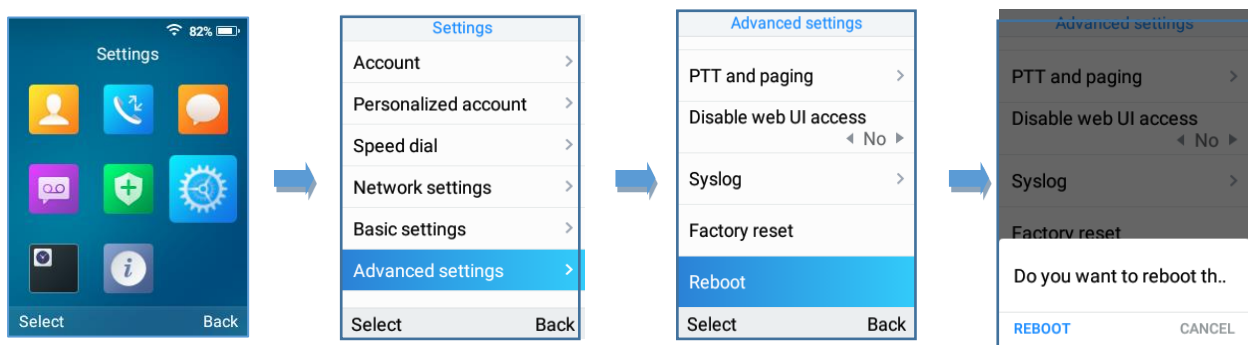 82%
Settings
Select Back
Settings
Account
Personalized account
Speed dial
Network settings
Basic settings
Advanced settings
Select Back
Advanced settings
PTT and paging
Disable web UI access
No
Syslog
Factory reset
Reboot
Select Back
Advanced settings
PTT and paging
Disable web UI access
No
Syslog
Factory reset
Do you want to reboot th..
REBOOT CANCEL